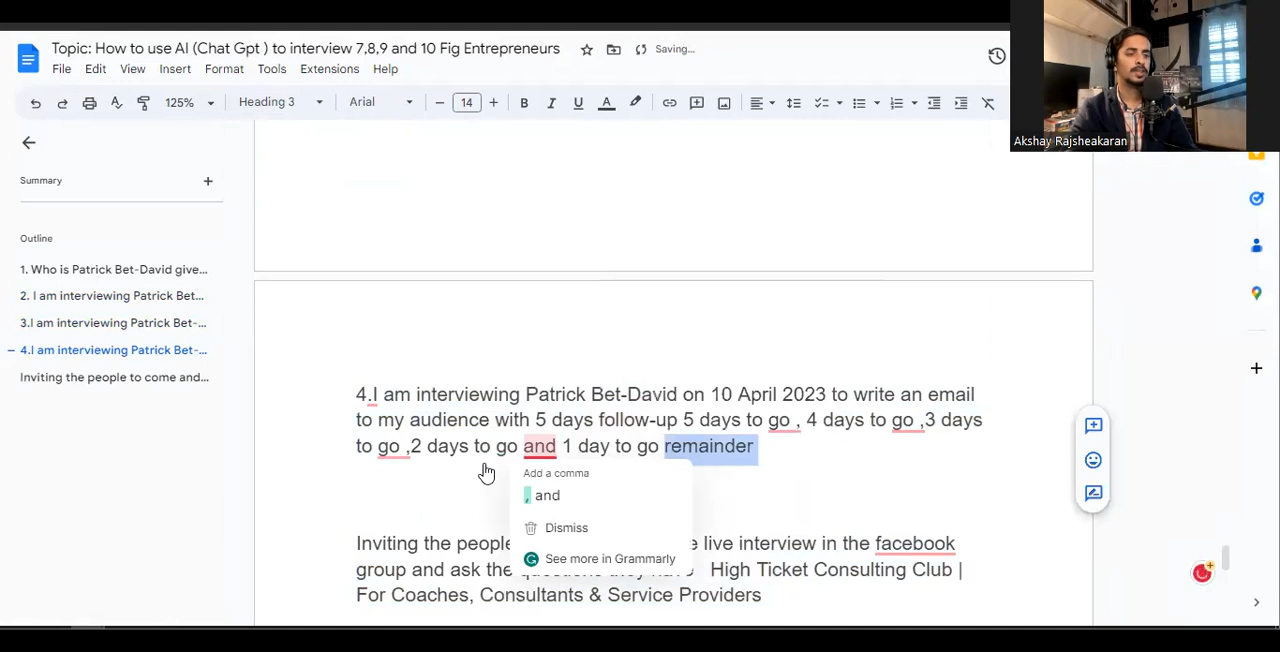 Topic: How to use AI (Chat Gpt ) to interview 7,8,9 and 10 Fig Entrepreneurs
Saving...
File Edit View Insert Format Tools Extensions Help
125% Heading 3 Arial 14 B I U A
Akshay Rajsheakaran
Summary
Outline
1. Who is Patrick Bet-David give...
2. I am interviewing Patrick Bet...
3.I am interviewing Patrick Bet-...
4.I am interviewing Patrick Bet-...
Inviting the people to come and...
4.I am interviewing Patrick Bet-David on 10 April 2023 to write an email
to my audience with 5 days follow-up 5 days to go , 4 days to go ,3 days
to go ,2 days to go and 1 day to go remainder
Add a comma
, and
Dismiss
See more in Grammarly
Inviting the people e live interview in the facebook
group and ask the questions they have High Ticket Consulting Club |
For Coaches, Consultants & Service Providers